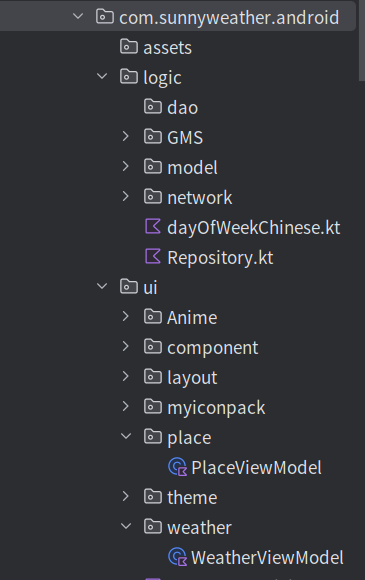 com.sunnyweather.android
assets
logic
dao
GMS
model
network
dayOfWeekChinese.kt
Repository.kt
ui
Anime
component
layout
myiconpack
place
PlaceViewModel
theme
weather
WeatherViewModel